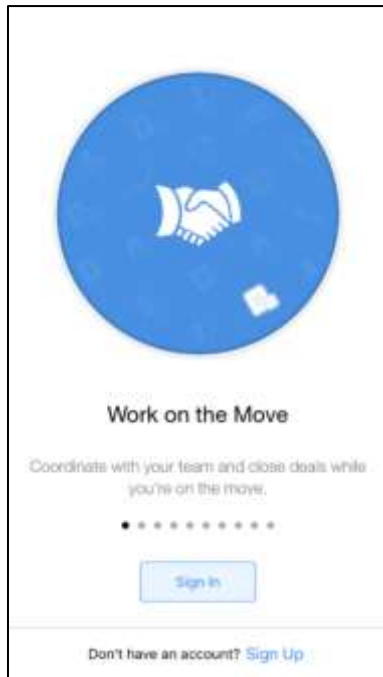 Work on the Move
Coordinate with your team and close deals while
you're on the move.
Sign In
Don't have an account? Sign Up